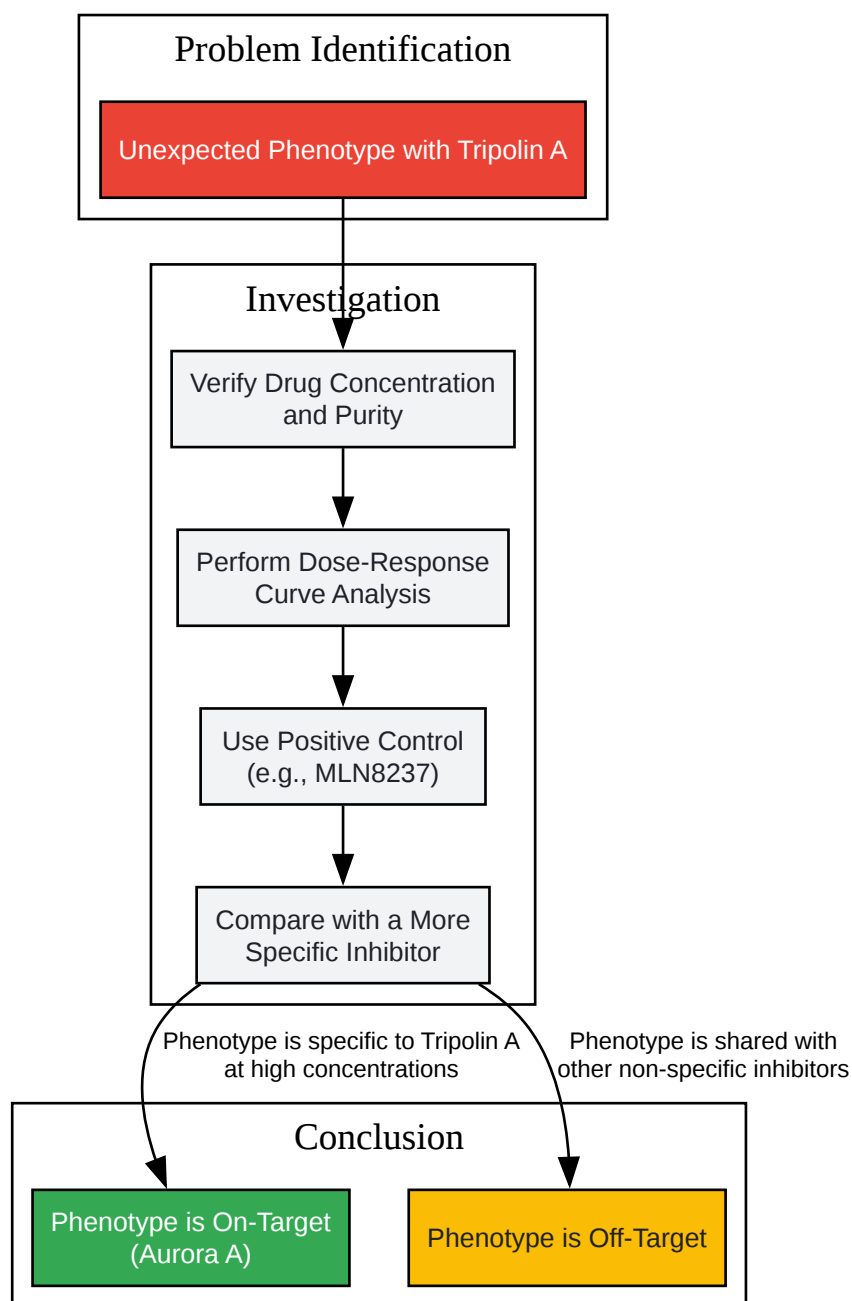 Problem Identification
Unexpected Phenotype with Tripolin A
Investigation
Verify Drug Concentration
and Purity
Perform Dose-Response
Curve Analysis
Use Positive Control
(e.g., MLN8237)
Compare with a More
Specific Inhibitor
Phenotype is specific to Tripolin A
at high concentrations
Phenotype is shared with
other non-specific inhibitors
Conclusion
Phenotype is On-Target
(Aurora A)
Phenotype is Off-Target